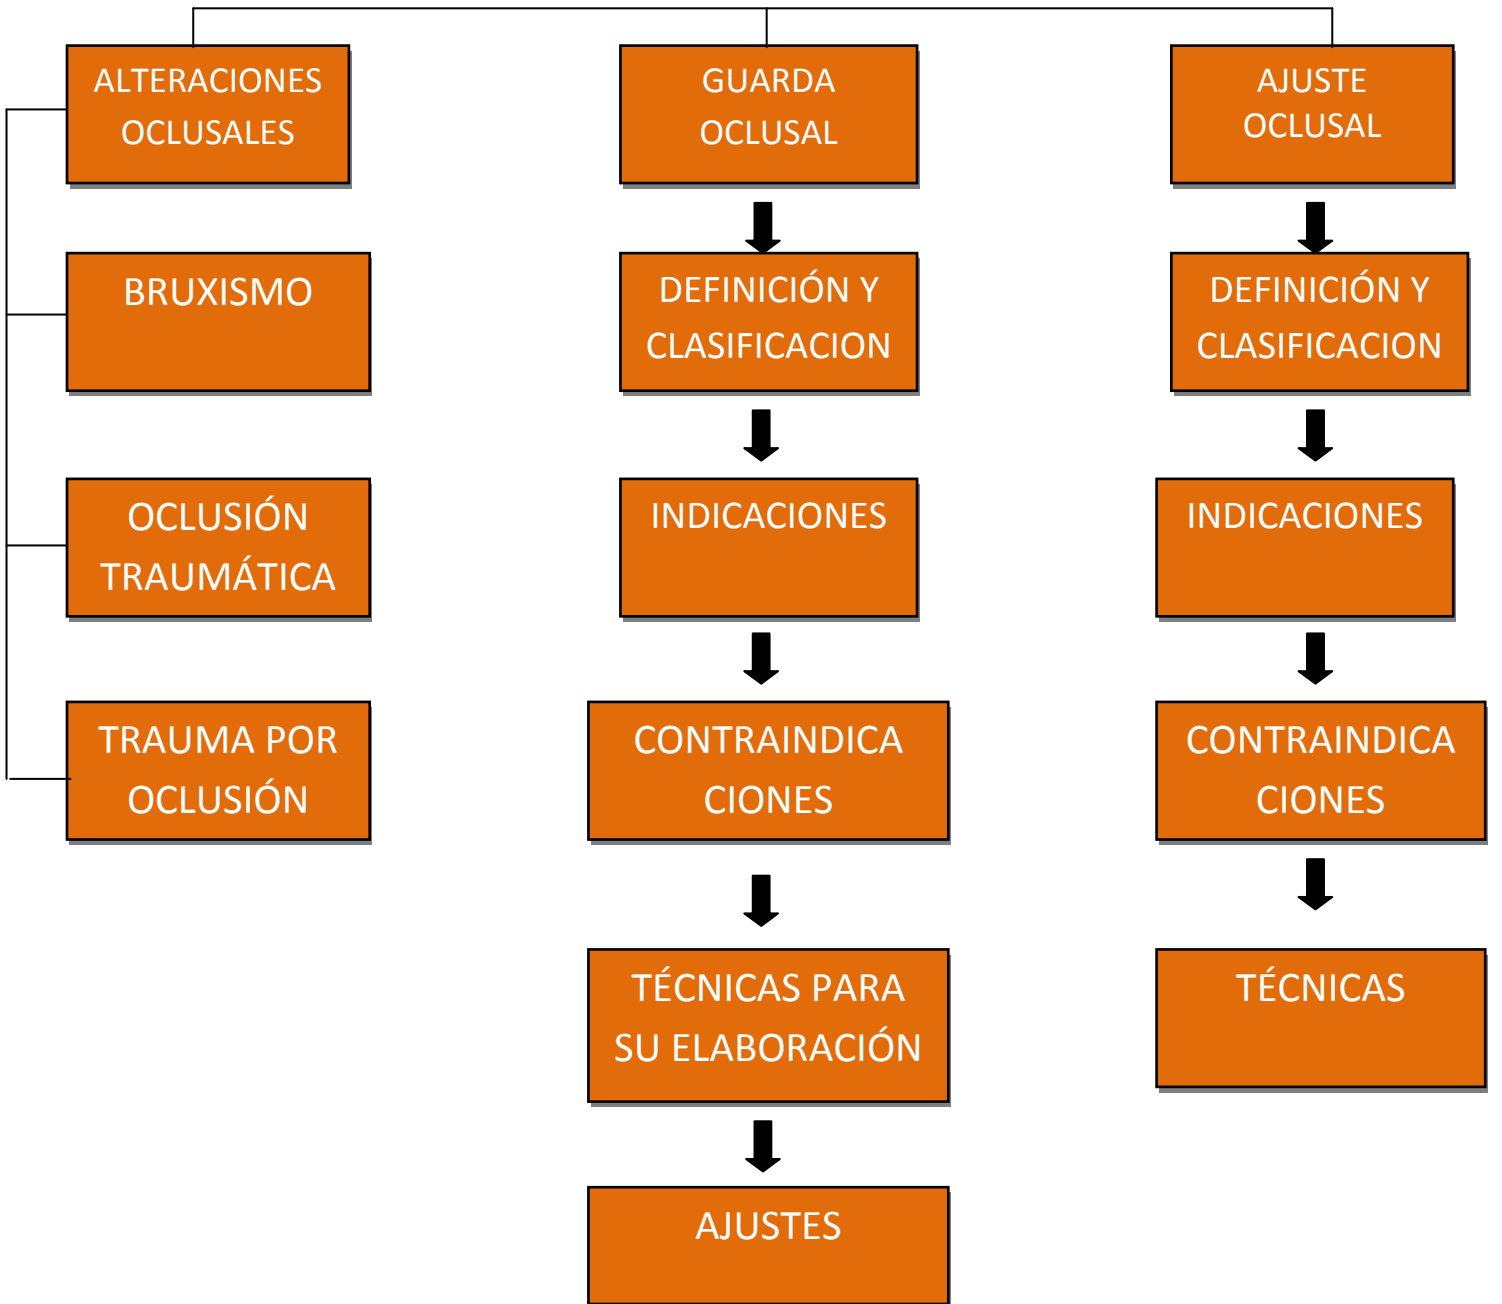 ALTERACIONES
OCLUSALES
GUARDA
OCLUSAL
AJUSTE
OCLUSAL
BRUXISMO
DEFINICIÓN Y
CLASIFICACION
DEFINICIÓN Y
CLASIFICACION
OCLUSIÓN
TRAUMÁTICA
INDICACIONES
INDICACIONES
TRAUMA POR
OCLUSIÓN
CONTRAINDICA
CIONES
CONTRAINDICA
CIONES
TÉCNICAS PARA
SU ELABORACIÓN
TÉCNICAS
AJUSTES